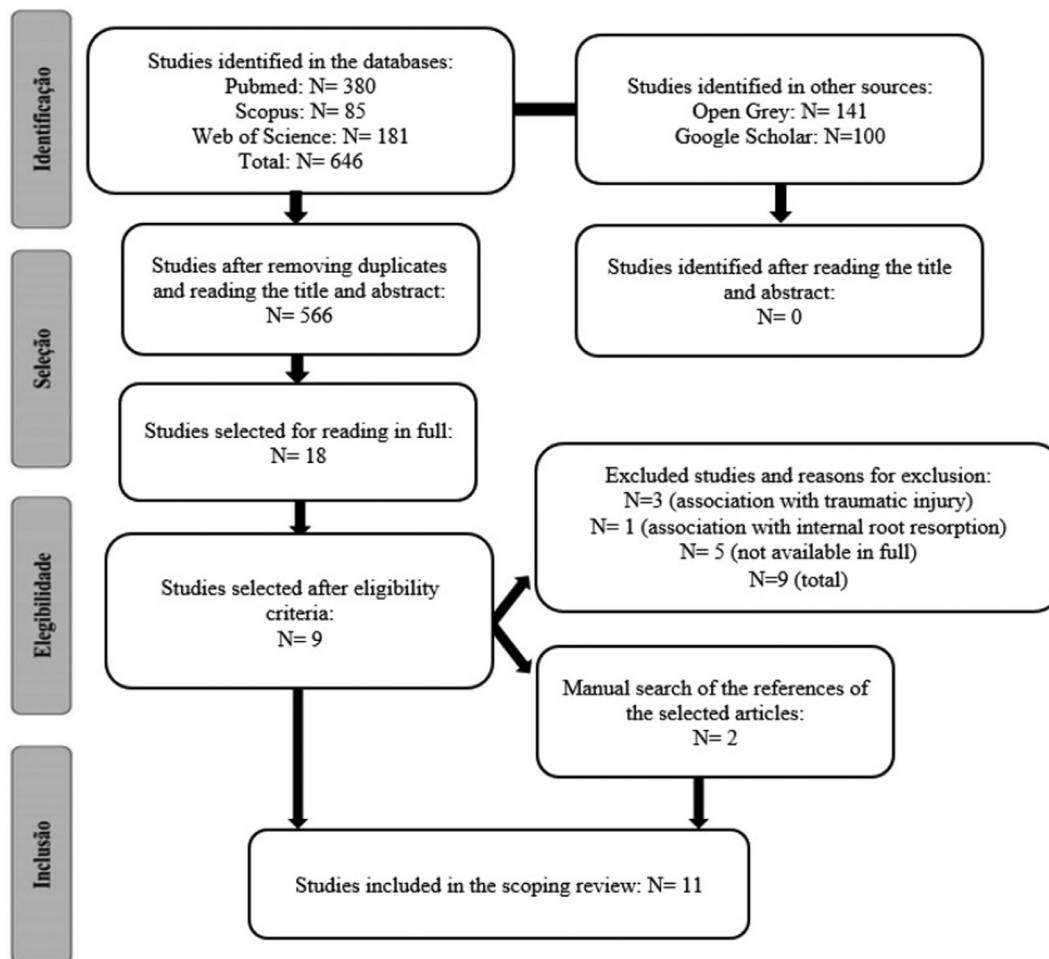 Identificação
Studies identified in the databases:
Pubmed: N= 380
Scopus: N= 85
Web of Science: N= 181
Total: N= 646
Studies identified in other sources:
Open Grey: N= 141
Google Scholar: N=100
Seleção
Studies after removing duplicates
and reading the title and abstract:
N= 566
Studies identified after reading the title
and abstract:
N= 0
Studies selected for reading in full:
N= 18
Elegibilidade
Studies selected after eligibility
criteria:
N= 9
Excluded studies and reasons for exclusion:
N=3 (association with traumatic injury)
N= 1 (association with internal root resorption)
N= 5 (not available in full)
N=9 (total)
Manual search of the references of
the selected articles:
N= 2
Inclusão
Studies included in the scoping review: N= 11